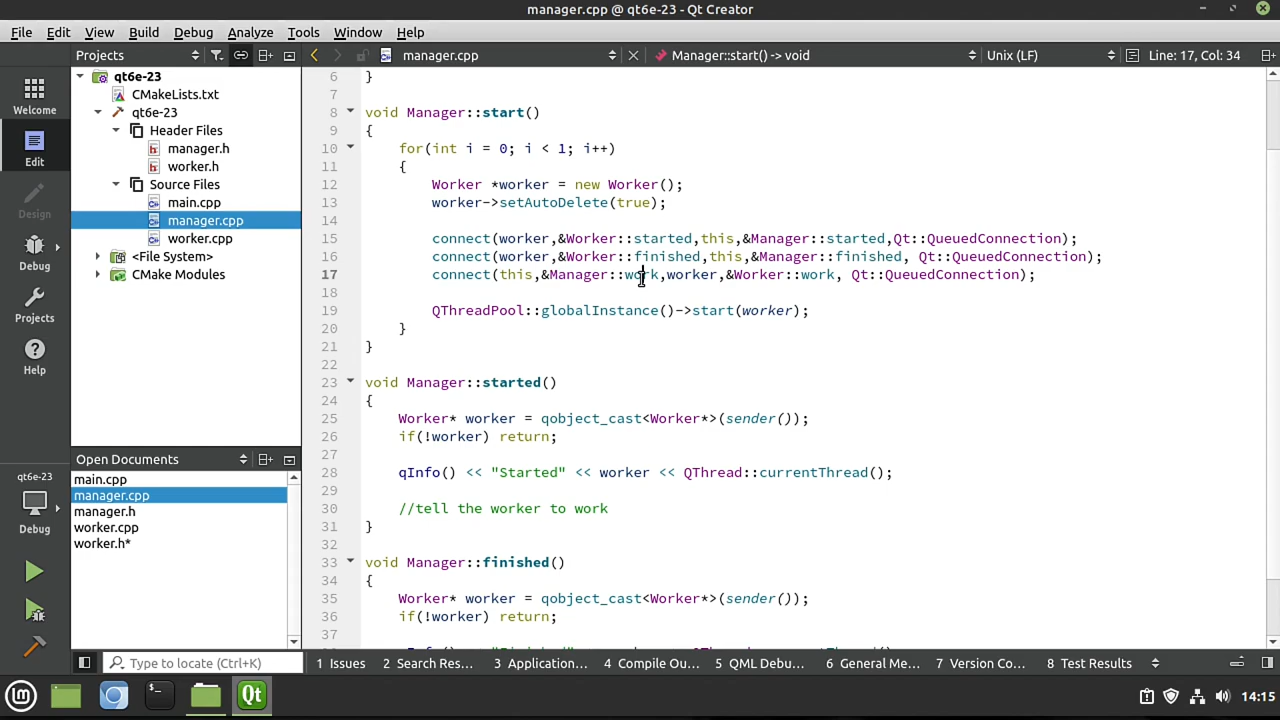 manager.cpp @ qt6e-23 - Qt Creator
File Edit View Build Debug Analyze Tools Window Help
Projects manager.cpp Manager::start() -> void Unix (LF) Line: 17, Col: 34
Welcome
Edit
Design
Debug
Projects
Help
qt6e-23
Debug
qt6e-23
CMakeLists.txt
qt6e-23
Header Files
manager.h
worker.h
Source Files
main.cpp
manager.cpp
worker.cpp
<File System>
CMake Modules
Open Documents
main.cpp
manager.cpp
manager.h
worker.cpp
worker.h*
6 }
7
8 void Manager::start()
9 {
10 for(int i = 0; i < 1; i++)
11 {
12 Worker *worker = new Worker();
13 worker->setAutoDelete(true);
14
15 connect(worker,&Worker::started,this,&Manager::started,Qt::QueuedConnection);
16 connect(worker,&Worker::finished,this,&Manager::finished, Qt::QueuedConnection);
17 connect(this,&Manager::work,worker,&Worker::work, Qt::QueuedConnection);
18
19 QThreadPool::globalInstance()->start(worker);
20 }
21 }
22
23 void Manager::started()
24 {
25 Worker* worker = qobject_cast<Worker*>(sender());
26 if(!worker) return;
27
28 qInfo() << "Started" << worker << QThread::currentThread();
29
30 //tell the worker to work
31 }
32
33 void Manager::finished()
34 {
35 Worker* worker = qobject_cast<Worker*>(sender());
36 if(!worker) return;
37
Type to locate (Ctrl+K) 1 Issues 2 Search Res... 3 Application... 4 Compile Ou... 5 QML Debu... 6 General Me... 7 Version Co... 8 Test Results
14:15